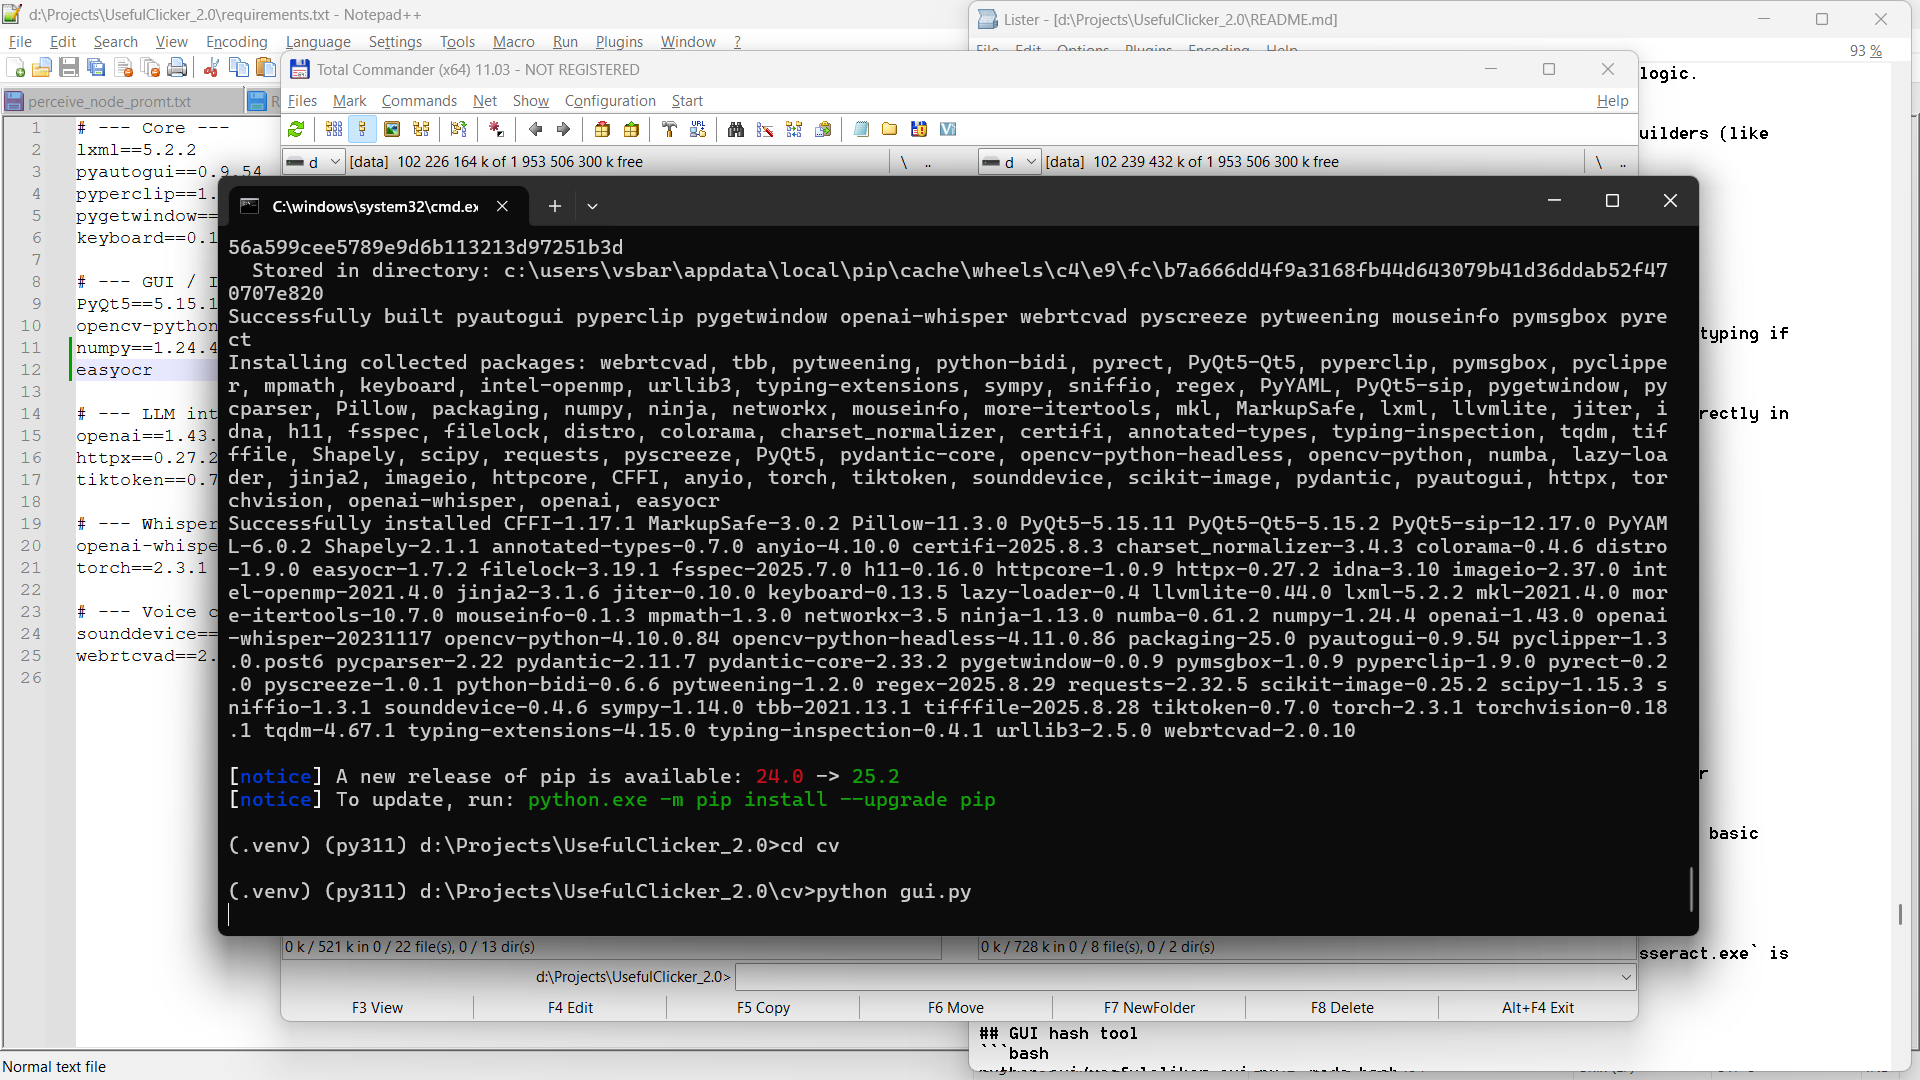 d:\Projects\UsefulClicker_2.0\requirements.txt - Notepad++
File Edit Search View Encoding Language Settings Tools Macro Run Plugins Window ?
perceive_node_promt.txt
1 # --- Core ---
2 lxml==5.2.2
3 pyautogui==0.9.54
4 pyperclip==1.
5 pygetwindow==
6 keyboard==0.1
7
8 # --- GUI / I
9 PyQt5==5.15.1
10 opencv-python
11 numpy==1.24.4
12 easyocr
13
14 # --- LLM int
15 openai==1.43.
16 httpx==0.27.2
17 tiktoken==0.7
18
19 # --- Whisper
20 openai-whispe
21 torch==2.3.1
22
23 # --- Voice c
24 sounddevice==
25 webrtcvad==2.
26
Normal text file
Lister - [d:\Projects\UsefulClicker_2.0\README.md]
File Edit Options Plugins Encoding Help
93 %
logic.
uilders (like
typing if
rectly in
r
basic
sseract.exe` is
## GUI hash tool
```bash
Total Commander (x64) 11.03 - NOT REGISTERED
Files Mark Commands Net Show Configuration Start Help
d [data] 102 226 164 k of 1 953 506 300 k free \ ..
d [data] 102 239 432 k of 1 953 506 300 k free \ ..
C:\windows\system32\cmd.ex
56a599cee5789e9d6b113213d97251b3d
Stored in directory: c:\users\vsbar\appdata\local\pip\cache\wheels\c4\e9\fc\b7a666dd4f9a3168fb44d643079b41d36ddab52f47
0707e820
Successfully built pyautogui pyperclip pygetwindow openai-whisper webrtcvad pyscreeze pytweening mouseinfo pymsgbox pyre
ct
Installing collected packages: webrtcvad, tbb, pytweening, python-bidi, pyrect, PyQt5-Qt5, pyperclip, pymsgbox, pyclippe
r, mpmath, keyboard, intel-openmp, urllib3, typing-extensions, sympy, sniffio, regex, PyYAML, PyQt5-sip, pygetwindow, py
cparser, Pillow, packaging, numpy, ninja, networkx, mouseinfo, more-itertools, mkl, MarkupSafe, lxml, llvmlite, jiter, i
dna, h11, fsspec, filelock, distro, colorama, charset_normalizer, certifi, annotated-types, typing-inspection, tqdm, tif
ffile, Shapely, scipy, requests, pyscreeze, PyQt5, pydantic-core, opencv-python-headless, opencv-python, numba, lazy-loa
der, jinja2, imageio, httpcore, CFFI, anyio, torch, tiktoken, sounddevice, scikit-image, pydantic, pyautogui, httpx, tor
chvision, openai-whisper, openai, easyocr
Successfully installed CFFI-1.17.1 MarkupSafe-3.0.2 Pillow-11.3.0 PyQt5-5.15.11 PyQt5-Qt5-5.15.2 PyQt5-sip-12.17.0 PyYAM
L-6.0.2 Shapely-2.1.1 annotated-types-0.7.0 anyio-4.10.0 certifi-2025.8.3 charset_normalizer-3.4.3 colorama-0.4.6 distro
-1.9.0 easyocr-1.7.2 filelock-3.19.1 fsspec-2025.7.0 h11-0.16.0 httpcore-1.0.9 httpx-0.27.2 idna-3.10 imageio-2.37.0 int
el-openmp-2021.4.0 jinja2-3.1.6 jiter-0.10.0 keyboard-0.13.5 lazy-loader-0.4 llvmlite-0.44.0 lxml-5.2.2 mkl-2021.4.0 mor
e-itertools-10.7.0 mouseinfo-0.1.3 mpmath-1.3.0 networkx-3.5 ninja-1.13.0 numba-0.61.2 numpy-1.24.4 openai-1.43.0 openai
-whisper-20231117 opencv-python-4.10.0.84 opencv-python-headless-4.11.0.86 packaging-25.0 pyautogui-0.9.54 pyclipper-1.3
.0.post6 pycparser-2.22 pydantic-2.11.7 pydantic-core-2.33.2 pygetwindow-0.0.9 pymsgbox-1.0.9 pyperclip-1.9.0 pyrect-0.2
.0 pyscreeze-1.0.1 python-bidi-0.6.6 pytweening-1.2.0 regex-2025.8.29 requests-2.32.5 scikit-image-0.25.2 scipy-1.15.3 s
niffio-1.3.1 sounddevice-0.4.6 sympy-1.14.0 tbb-2021.13.1 tifffile-2025.8.28 tiktoken-0.7.0 torch-2.3.1 torchvision-0.18
.1 tqdm-4.67.1 typing-extensions-4.15.0 typing-inspection-0.4.1 urllib3-2.5.0 webrtcvad-2.0.10
[notice] A new release of pip is available: 24.0 -> 25.2
[notice] To update, run: python.exe -m pip install --upgrade pip
(.venv) (py311) d:\Projects\UsefulClicker_2.0>cd cv
(.venv) (py311) d:\Projects\UsefulClicker_2.0\cv>python gui.py
0 k / 521 k in 0 / 22 file(s), 0 / 13 dir(s)
0 k / 728 k in 0 / 8 file(s), 0 / 2 dir(s)
d:\Projects\UsefulClicker_2.0>
F3 View F4 Edit F5 Copy F6 Move F7 NewFolder F8 Delete Alt+F4 Exit